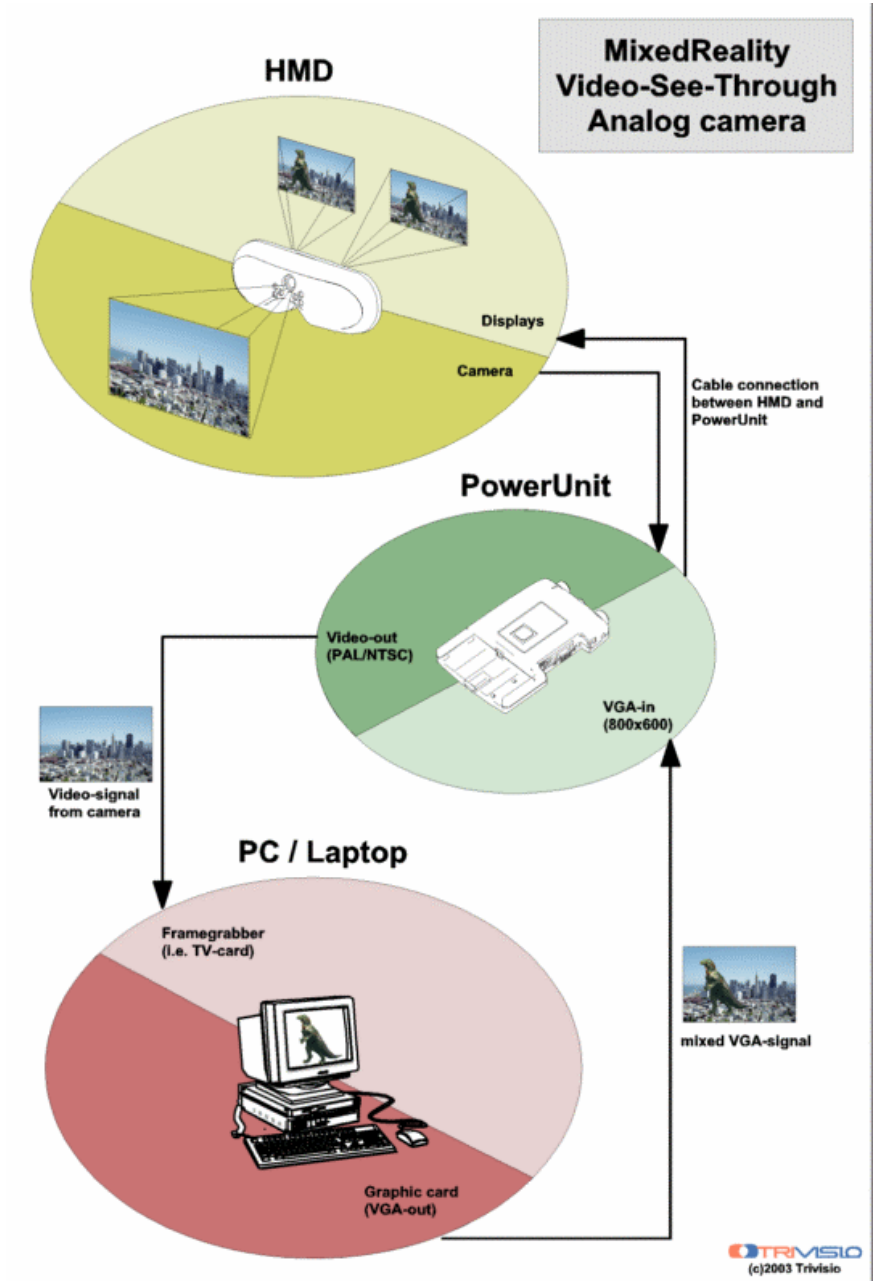 MixedReality
Video-See-Through
Analog camera
HMD
Displays
Camera
Cable connection
between HMD and
PowerUnit
PowerUnit
Video-out
(PAL/NTSC)
VGA-in
(800x600)
Video-signal
from camera
PC / Laptop
Framegrabber
(i.e. TV-card)
mixed VGA-signal
Graphic card
(VGA-out)
TRIVISIO
(c)2003 Trivisio